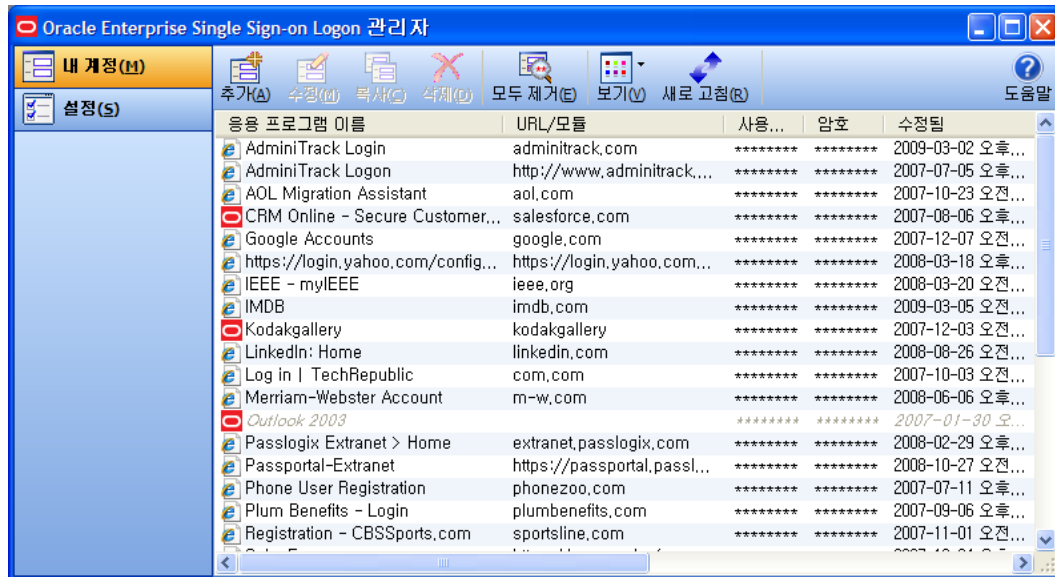 Oracle Enterprise Single Sign-on Logon 관리자
내 계정(M)
설정(S)
추가(A) 수정(M) 복사(C) 삭제(D) 모두 제거(E) 보기(V) 새로 고침(R) 도움말
응용 프로그램 이름 URL/모듈 사용... 암호 수정됨
AdminiTrack Login adminitrack.com ******** ******** 2009-03-02 오후...
AdminiTrack Logon http://www.adminitrack.... ******** ******** 2007-07-05 오후...
AOL Migration Assistant aol.com ******** ******** 2007-10-23 오전...
CRM Online - Secure Customer... salesforce.com ******** ******** 2007-08-06 오후...
Google Accounts google.com ******** ******** 2007-12-07 오전...
https://login.yahoo.com/config... https://login.yahoo.com... ******** ******** 2008-03-18 오후...
IEEE - myIEEE ieee.org ******** ******** 2008-03-20 오전...
IMDB imdb.com ******** ******** 2009-03-05 오전...
Kodakgallery kodakgallery ******** ******** 2007-12-03 오전...
LinkedIn: Home linkedin.com ******** ******** 2008-08-26 오전...
Log in | TechRepublic com.com ******** ******** 2007-10-03 오전...
Merriam-Webster Account m-w.com ******** ******** 2008-06-06 오후...
Outlook 2003 ******** ******** 2007-01-30 오...
Passlogix Extranet > Home extranet.passlogix.com ******** ******** 2008-02-29 오후...
Passportal-Extranet https://passportal.passl... ******** ******** 2008-10-27 오전...
Phone User Registration phonezoo.com ******** ******** 2007-07-11 오후...
Plum Benefits - Login plumbenefits.com ******** ******** 2007-09-06 오후...
Registration - CBSSports.com sportsline.com ******** ******** 2007-11-01 오전...